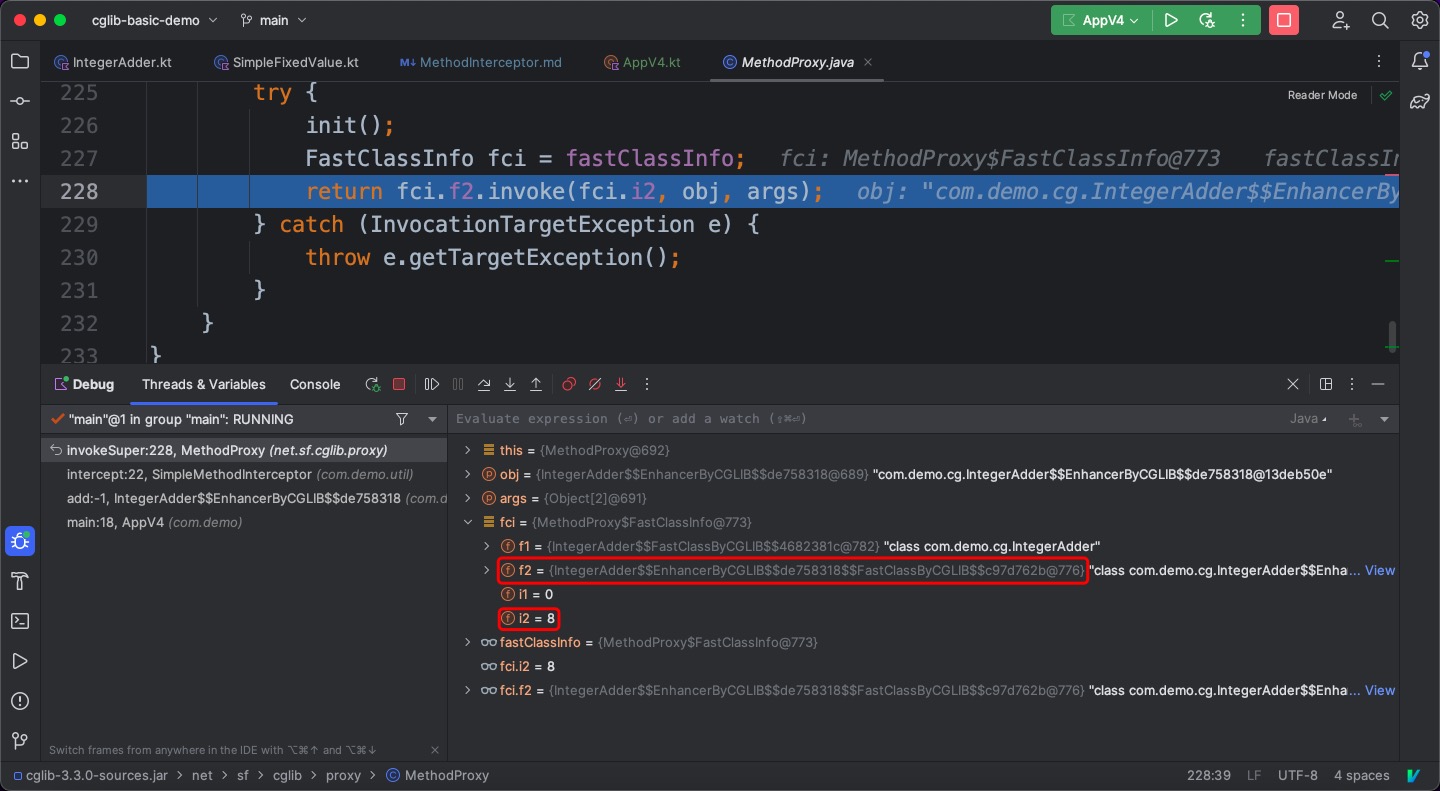 cglib-basic-demo main AppV4
IntegerAdder.kt SimpleFixedValue.kt M↓ MethodInterceptor.md AppV4.kt MethodProxy.java
Reader Mode
225 try {
226 init();
227 FastClassInfo fci = fastClassInfo; fci: MethodProxy$FastClassInfo@773 fastClassIn
228 return fci.f2.invoke(fci.i2, obj, args); obj: "com.demo.cg.IntegerAdder$$EnhancerBy
229 } catch (InvocationTargetException e) {
230 throw e.getTargetException();
231 }
232 }
233 }
Debug Threads & Variables Console
"main"@1 in group "main": RUNNING
invokeSuper:228, MethodProxy (net.sf.cglib.proxy)
intercept:22, SimpleMethodInterceptor (com.demo.util)
add:-1, IntegerAdder$$EnhancerByCGLIB$$de758318 (com.d
main:18, AppV4 (com.demo)
Switch frames from anywhere in the IDE with ⌥⌘↑ and ⌥⌘↓
Evaluate expression (⏎) or add a watch (⇧⌘⏎) Java
this = {MethodProxy@692}
obj = {IntegerAdder$$EnhancerByCGLIB$$de758318@689} "com.demo.cg.IntegerAdder$$EnhancerByCGLIB$$de758318@13deb50e"
args = {Object[2]@691}
fci = {MethodProxy$FastClassInfo@773}
f1 = {IntegerAdder$$FastClassByCGLIB$$4682381c@782} "class com.demo.cg.IntegerAdder"
f2 = {IntegerAdder$$EnhancerByCGLIB$$de758318$$FastClassByCGLIB$$c97d762b@776} "class com.demo.cg.IntegerAdder$$Enha... View
i1 = 0
i2 = 8
fastClassInfo = {MethodProxy$FastClassInfo@773}
fci.i2 = 8
fci.f2 = {IntegerAdder$$EnhancerByCGLIB$$de758318$$FastClassByCGLIB$$c97d762b@776} "class com.demo.cg.IntegerAdder$$Enha... View
cglib-3.3.0-sources.jar > net > sf > cglib > proxy > MethodProxy 228:39 LF UTF-8 4 spaces